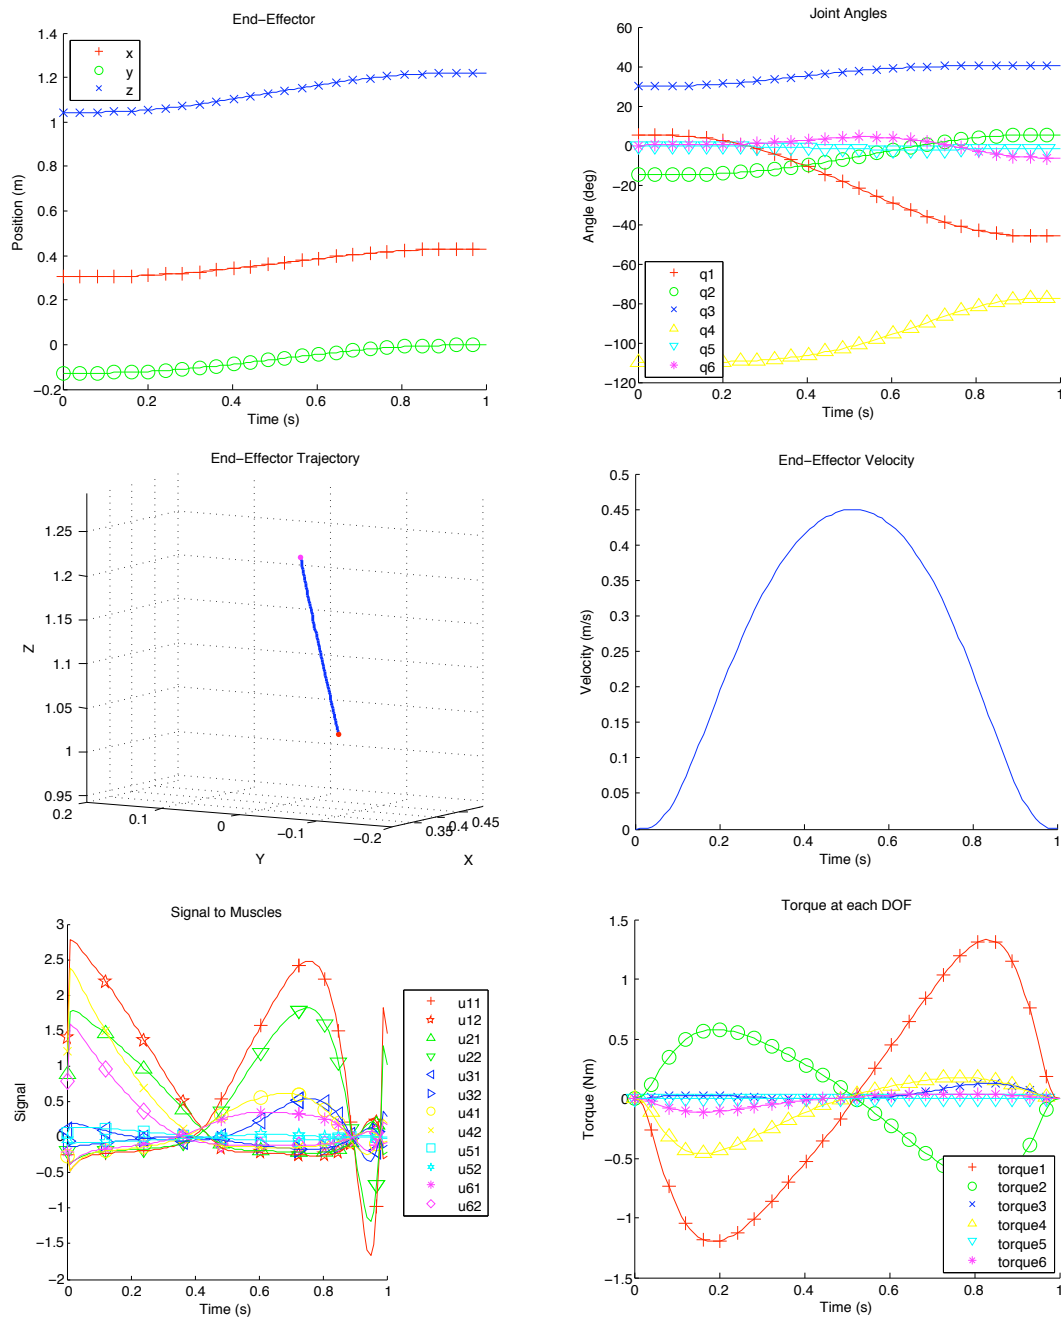 End−Effector
1.4
1.2
1
0.8
0.6
0.4
0.2
0
−0.2
Position (m)
x
y
z
0 0.2 0.4 0.6 0.8 1
Time (s)
Joint Angles
60
40
20
0
−20
−40
−60
−80
−100
−120
Angle (deg)
q1
q2
q3
q4
q5
q6
0 0.2 0.4 0.6 0.8 1
Time (s)
End−Effector Trajectory
1.25
1.2
1.15
1.1
1.05
1
0.95
Z
0.2 0.1 0 −0.1 −0.2
Y
0.35 0.4 0.45
X
End−Effector Velocity
0.5
0.45
0.4
0.35
0.3
0.25
0.2
0.15
0.1
0.05
0
Velocity (m/s)
0 0.2 0.4 0.6 0.8 1
Time (s)
Signal to Muscles
3
2.5
2
1.5
1
0.5
0
−0.5
−1
−1.5
−2
Signal
0 0.2 0.4 0.6 0.8 1
Time (s)
u11
u12
u21
u22
u31
u32
u41
u42
u51
u52
u61
u62
Torque at each DOF
1.5
1
0.5
0
−0.5
−1
−1.5
Torque (Nm)
torque1
torque2
torque3
torque4
torque5
torque6
0 0.2 0.4 0.6 0.8 1
Time (s)